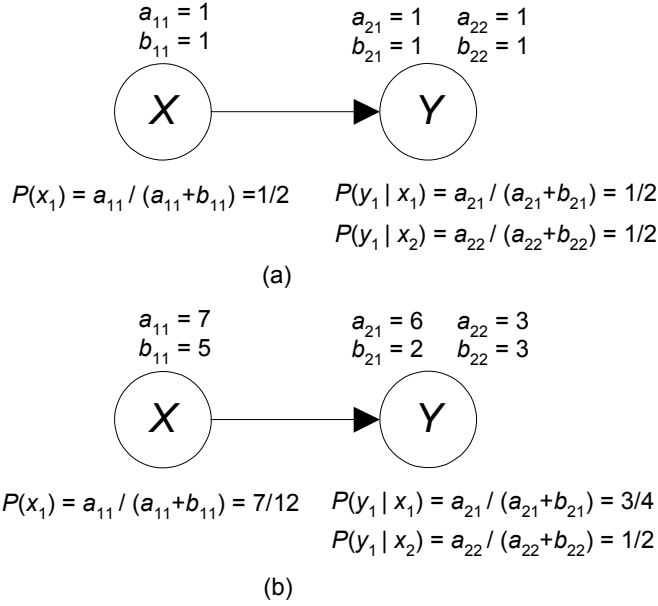 a₁₁ = 1
b₁₁ = 1
a₂₁ = 1 a₂₂ = 1
b₂₁ = 1 b₂₂ = 1
X
Y
P(x₁) = a₁₁ / (a₁₁+b₁₁) =1/2
P(y₁ | x₁) = a₂₁ / (a₂₁+b₂₁) = 1/2
P(y₁ | x₂) = a₂₂ / (a₂₂+b₂₂) = 1/2
(a)
a₁₁ = 7
b₁₁ = 5
a₂₁ = 6 a₂₂ = 3
b₂₁ = 2 b₂₂ = 3
X
Y
P(x₁) = a₁₁ / (a₁₁+b₁₁) = 7/12
P(y₁ | x₁) = a₂₁ / (a₂₁+b₂₁) = 3/4
P(y₁ | x₂) = a₂₂ / (a₂₂+b₂₂) = 1/2
(b)